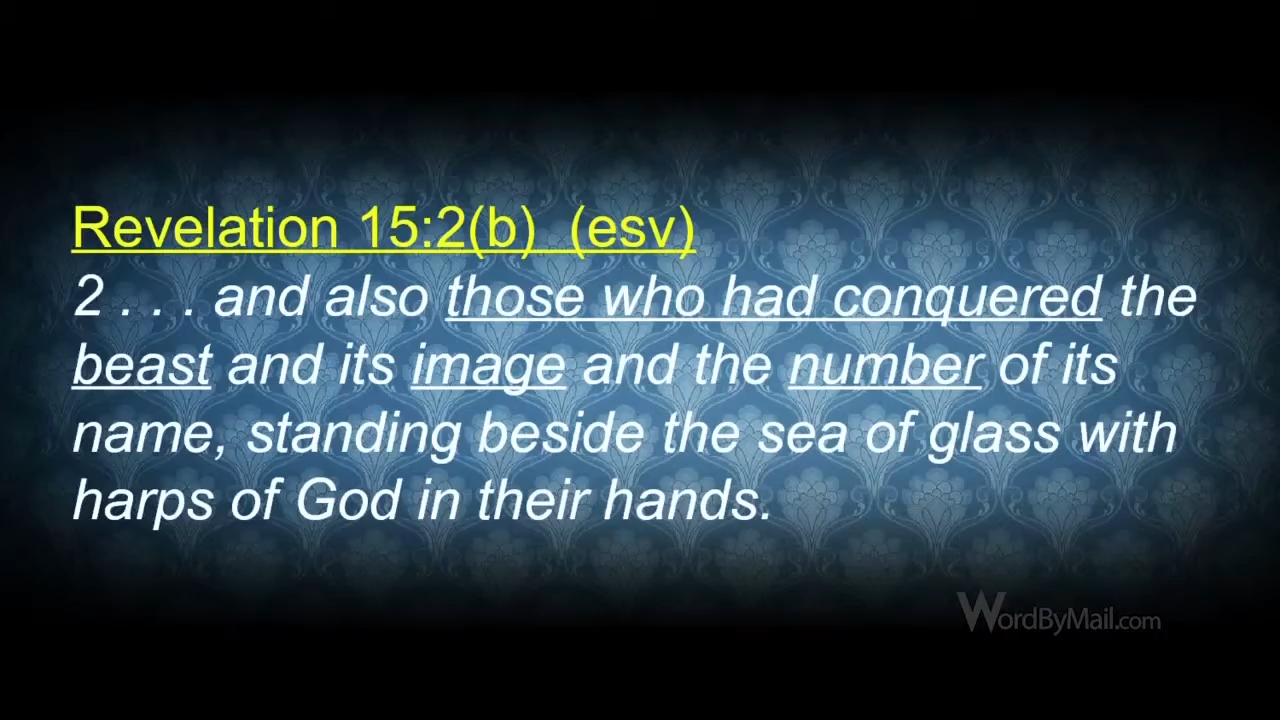 Revelation 15:2(b) (esv)
2 . . . and also those who had conquered the
beast and its image and the number of its
name, standing beside the sea of glass with
harps of God in their hands.
WordByMail.com